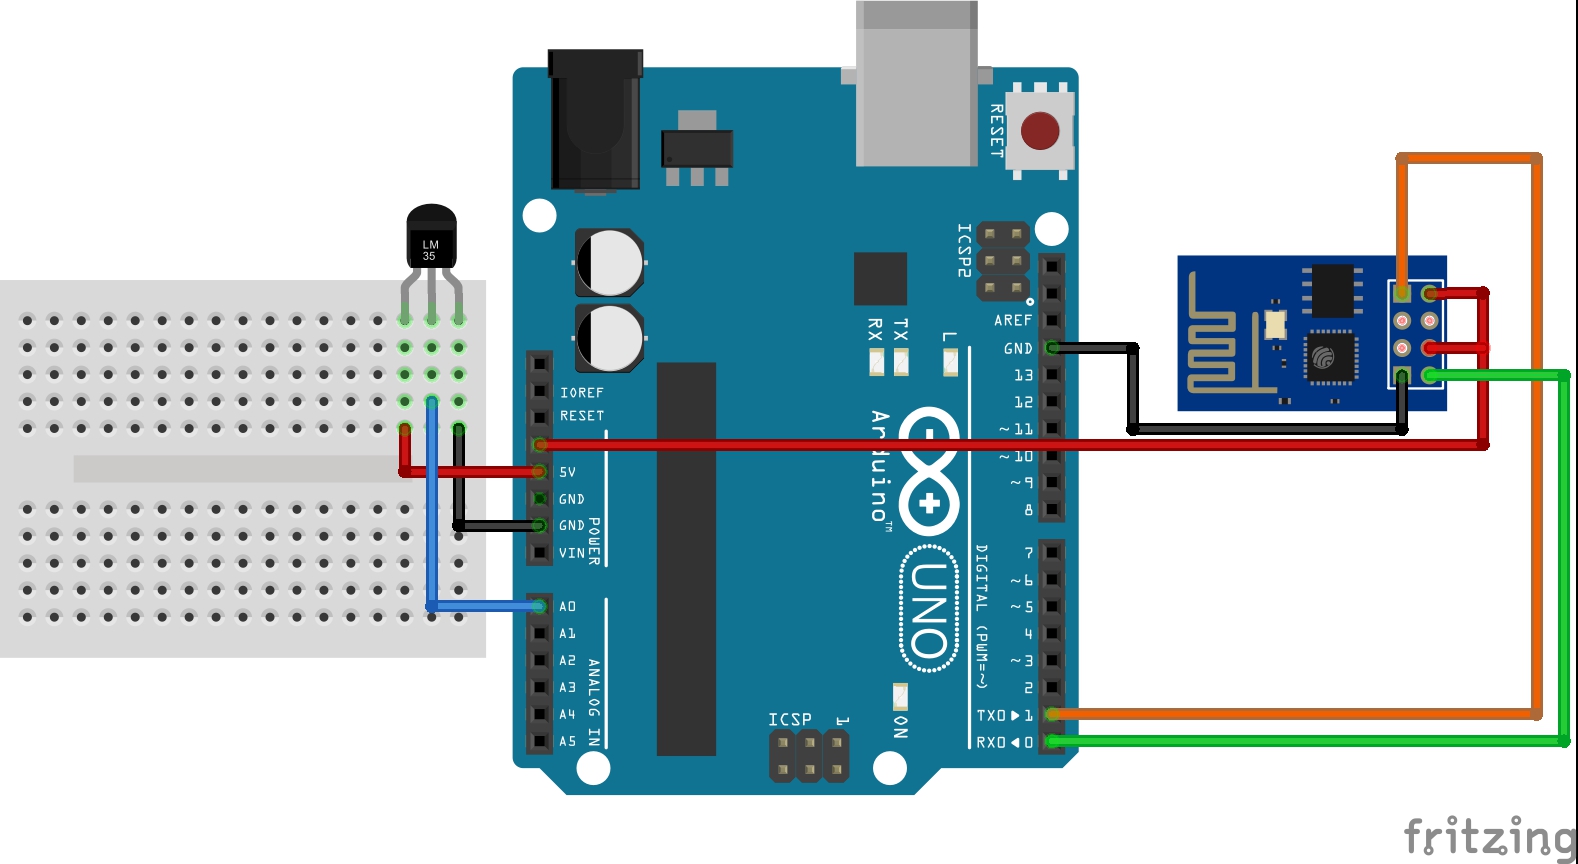 LM
35
RESET
ICSP2
AREF
RX
TX
L
GND
13
12
~11
~10
~9
8
IOREF
RESET
5V
GND
GND
VIN
POWER
Arduino™
UNO
DIGITAL (PWM=~)
7
~6
~5
4
~3
2
TX0▶1
RX0◀0
A0
A1
A2
A3
A4
A5
ANALOG IN
ICSP
1
ON
fritzing